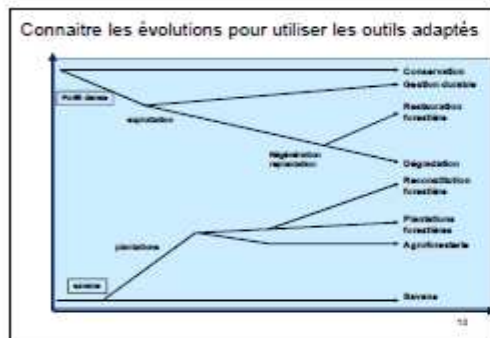 Connaitre les évolutions pour utiliser les outils adaptés
Conservation
Gestion durable
Forêt dense
exploitation
Restauration
forestière
Régénération
replantation
Dégradation
Reconstitution
forestière
Plantations
forestières
plantations
Agroforesterie
savane
Savane